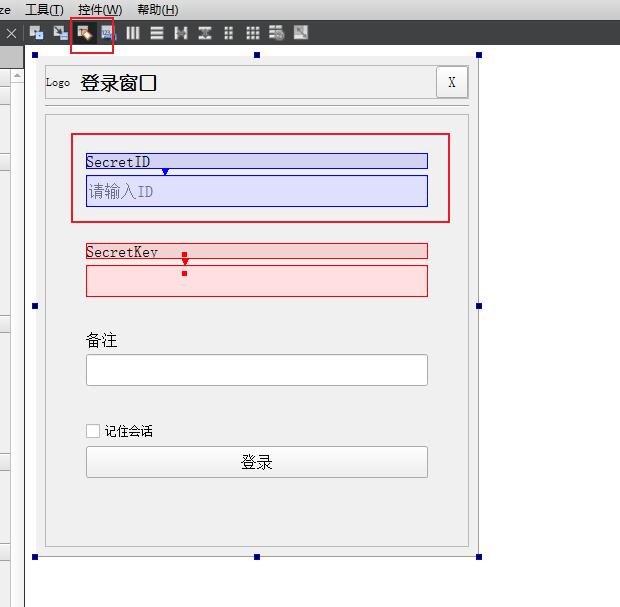 ze 工具(T) 控件(W) 帮助(H)
123
Logo 登录窗口 X
SecretID
请输入ID
SecretKey
备注
记住会话
登录